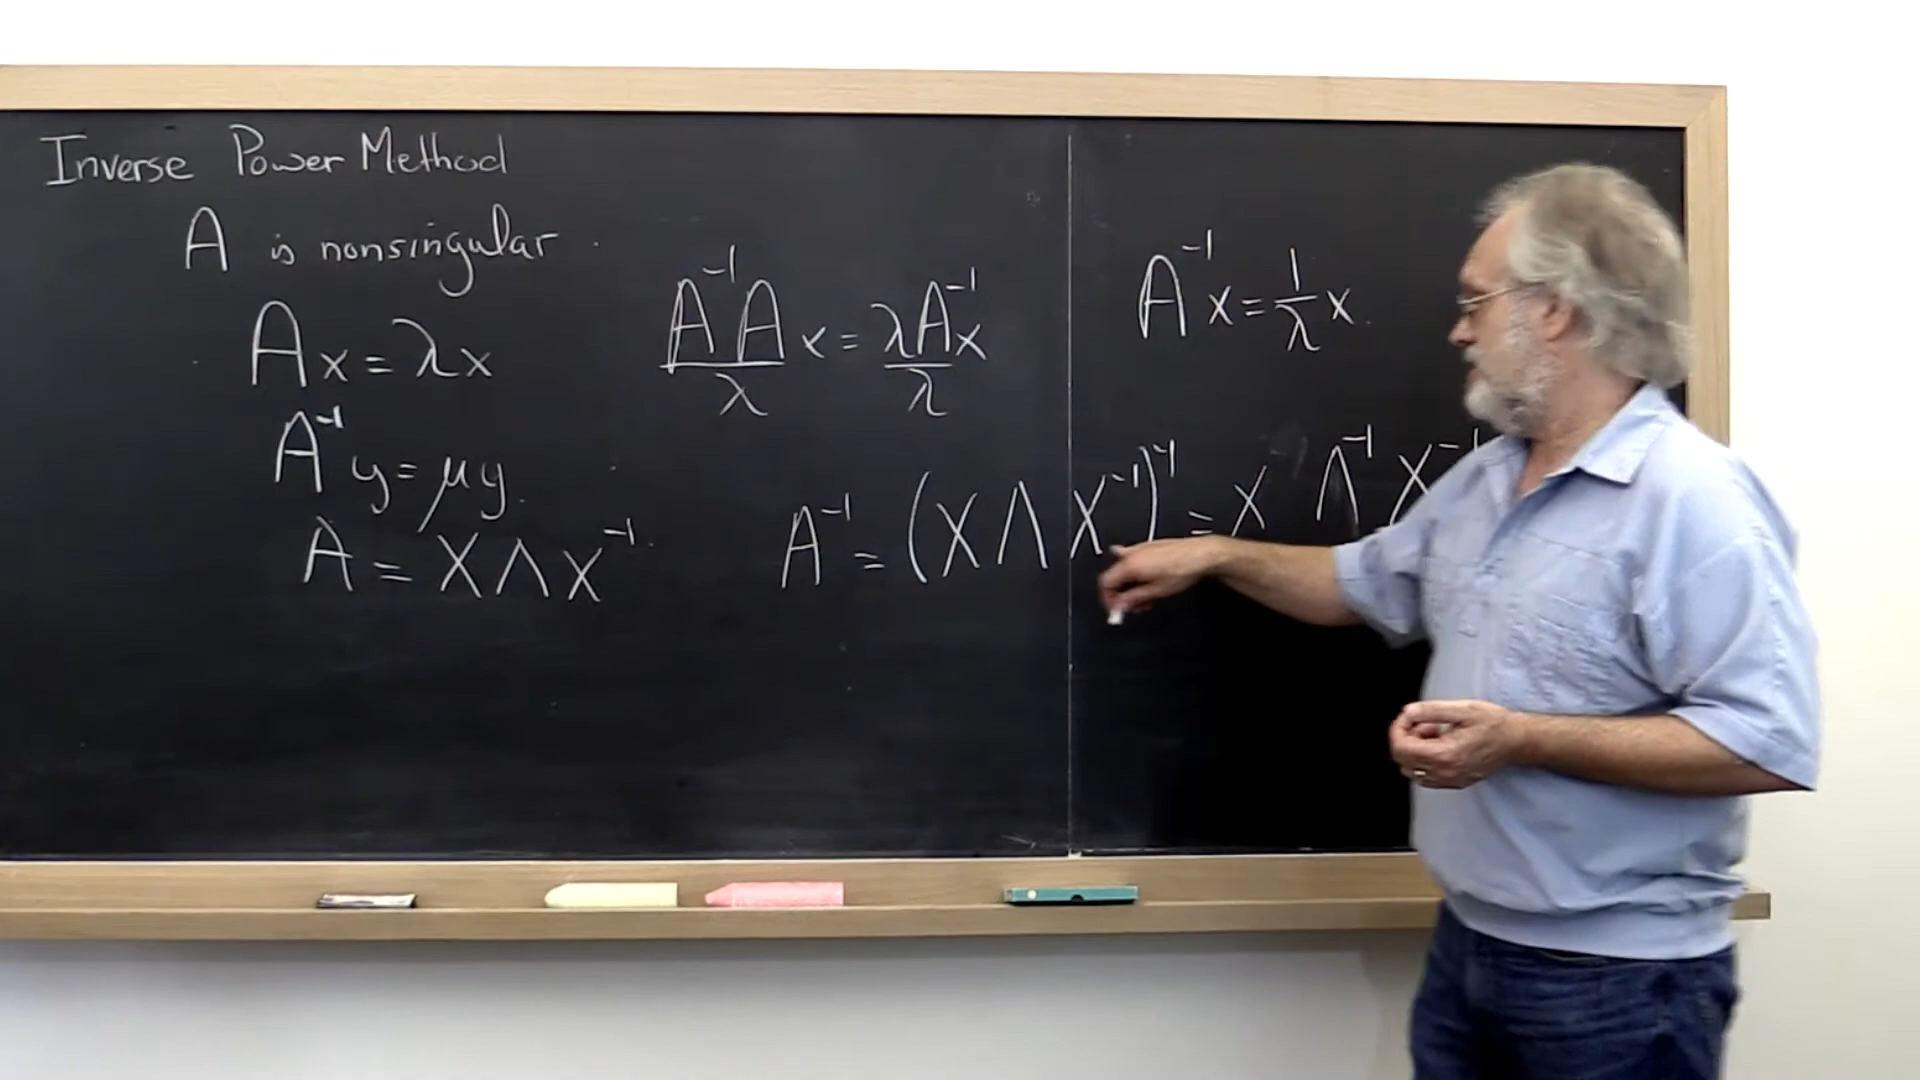 Inverse Power Method
A is nonsingular.
Ax = λx
A⁻¹y = μy.
A = XΛX⁻¹.
A⁻¹Ax/λ = λA⁻¹x/λ
A⁻¹ = (XΛX⁻¹)⁻¹ = X Λ⁻¹ X⁻¹
A⁻¹x = 1/λ x.